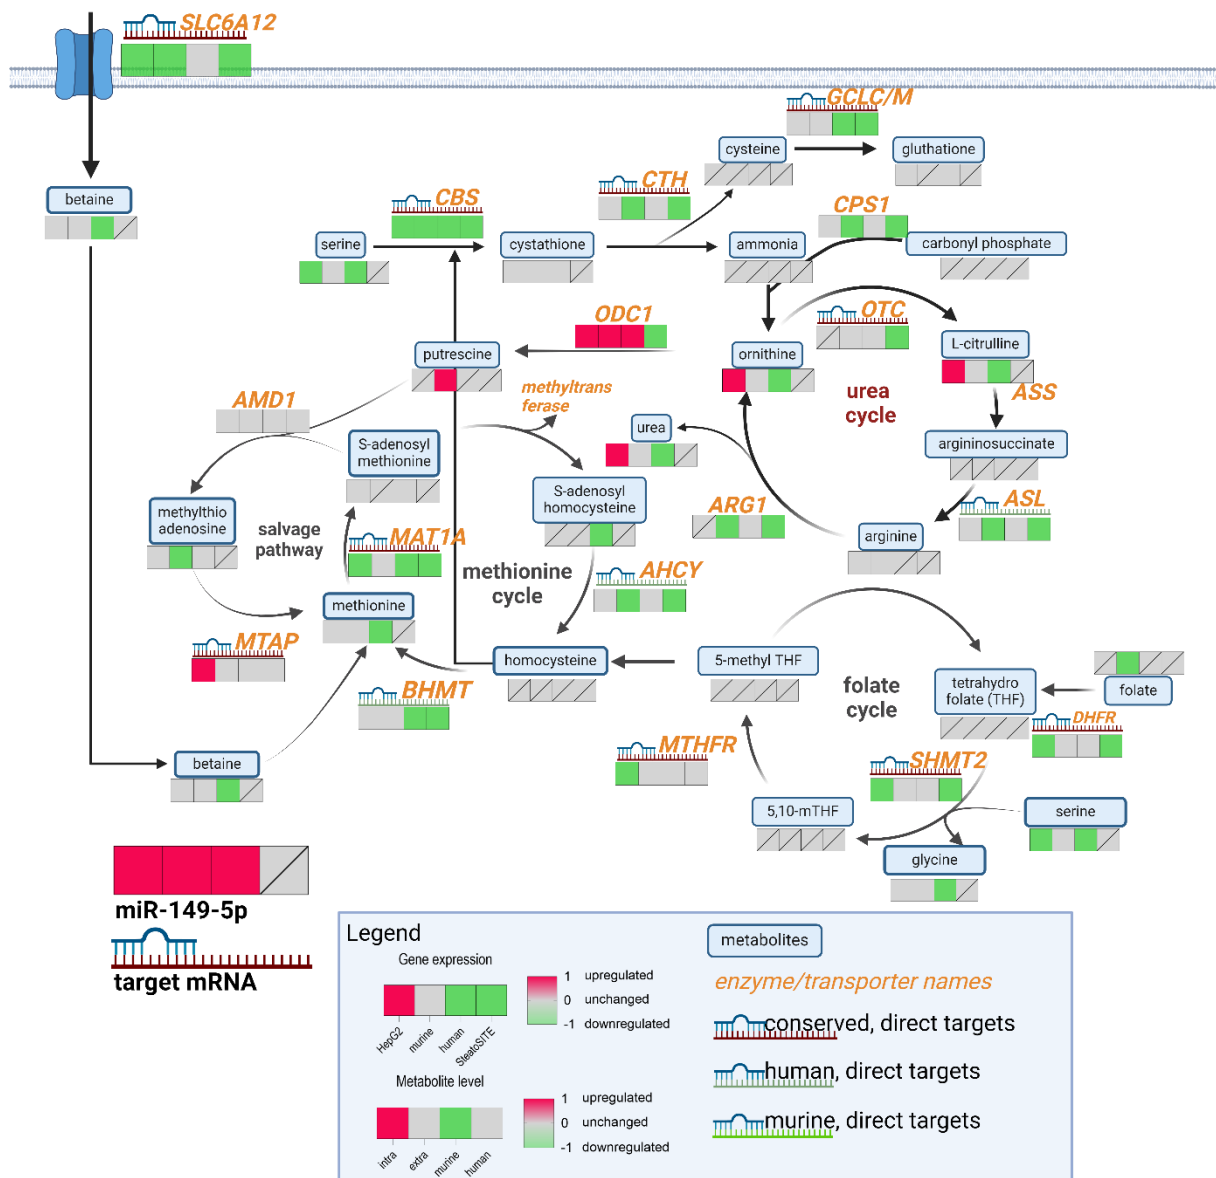 SLC6A12
GCLC/M
cysteine
gluthatione
betaine
CTH
CBS
CPS1
serine
cystathione
ammonia
carbonyl phosphate
ODC1
OTC
putrescine
ornithine
L-citrulline
ASS
urea
cycle
AMD1
methyltrans
ferase
urea
S-adenosyl
methionine
argininosuccinate
S-adenosyl
homocysteine
methylthio
adenosine
salvage
pathway
ARG1
ASL
MAT1A
arginine
methionine
cycle
AHCY
methionine
MTAP
homocysteine
5-methyl THF
folate
cycle
tetrahydro
folate (THF)
folate
BHMT
DHFR
MTHFR
SHMT2
betaine
5,10-mTHF
serine
glycine
miR-149-5p
target mRNA
Legend
Gene expression
1 upregulated
0 unchanged
-1 downregulated
HepG2
murine
human
SteatoSITE
Metabolite level
1 upregulated
0 unchanged
-1 downregulated
intra
extra
murine
human
metabolites
enzyme/transporter names
conserved, direct targets
human, direct targets
murine, direct targets